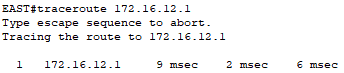 EAST#traceroute 172.16.12.1
Type escape sequence to abort.
Tracing the route to 172.16.12.1
1 172.16.12.1 9 msec 2 msec 6 msec